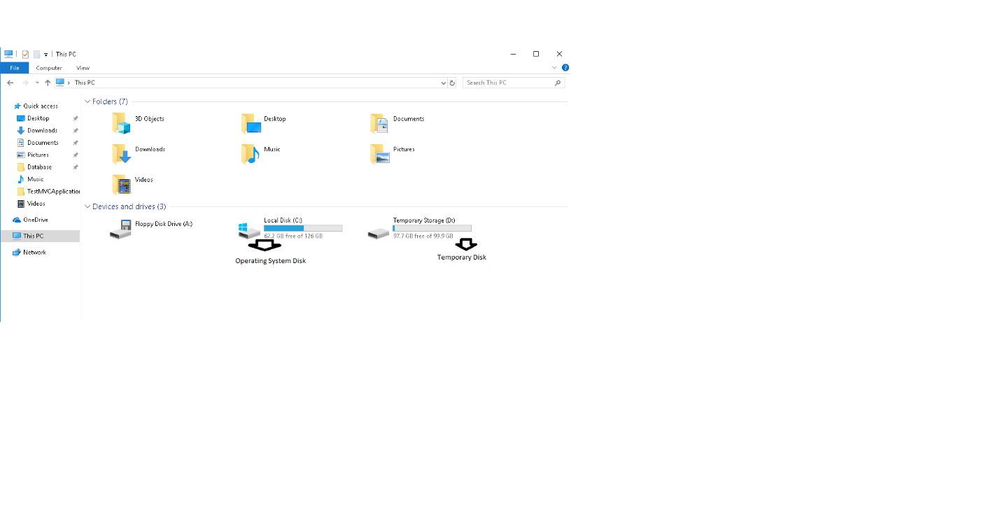 This PC
File Computer View
This PC
Search This PC
Quick access
Desktop
Downloads
Documents
Pictures
Database
Music
TestMVCApplication
Videos
OneDrive
This PC
Network
Folders (7)
3D Objects
Desktop
Documents
Downloads
Music
Pictures
Videos
Devices and drives (3)
Floppy Disk Drive (A:)
Local Disk (C:)
62.2 GB free of 126 GB
Operating System Disk
Temporary Storage (D:)
97.7 GB free of 99.9 GB
Temporary Disk